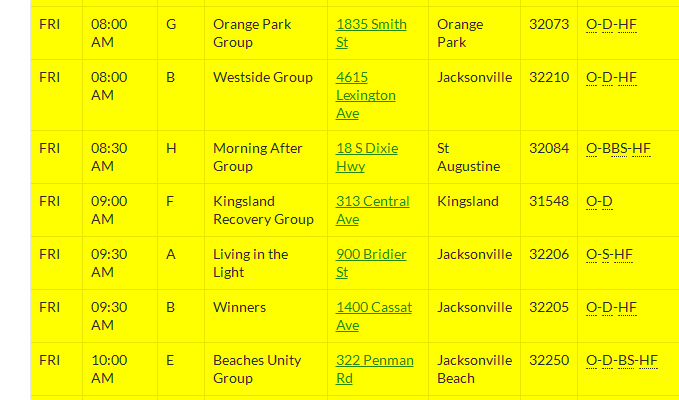 FRI 08:00 AM G Orange Park Group 1835 Smith St Orange Park 32073 O-D-HF
FRI 08:00 AM B Westside Group 4615 Lexington Ave Jacksonville 32210 O-D-HF
FRI 08:30 AM H Morning After Group 18 S Dixie Hwy St Augustine 32084 O-BBS-HF
FRI 09:00 AM F Kingsland Recovery Group 313 Central Ave Kingsland 31548 O-D
FRI 09:30 AM A Living in the Light 900 Bridier St Jacksonville 32206 O-S-HF
FRI 09:30 AM B Winners 1400 Cassat Ave Jacksonville 32205 O-D-HF
FRI 10:00 AM E Beaches Unity Group 322 Penman Rd Jacksonville Beach 32250 O-D-BS-HF